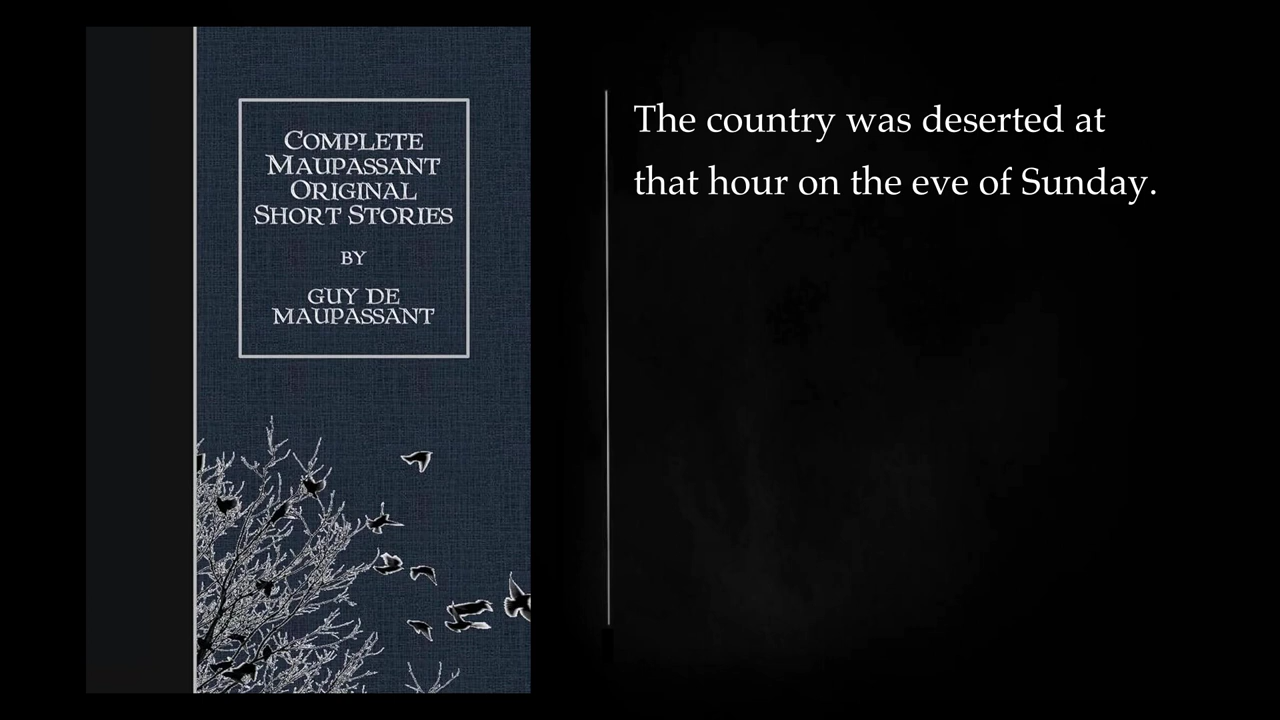 COMPLETE
MAUPASSANT
ORIGINAL
SHORT STORIES
BY
GUY DE
MAUPASSANT
The country was deserted at
that hour on the eve of Sunday.